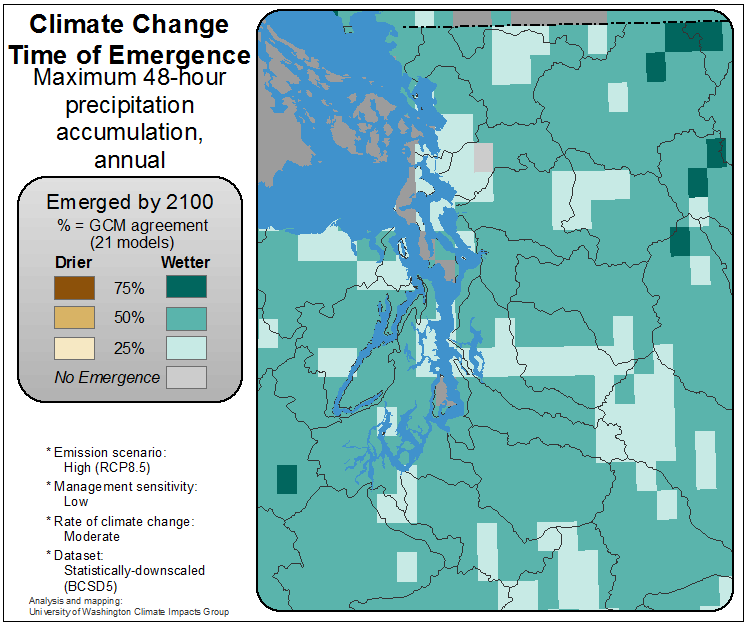 Climate Change
Time of Emergence
Maximum 48-hour
precipitation
accumulation,
annual
Emerged by 2100
% = GCM agreement
(21 models)
Drier Wetter
75%
50%
25%
No Emergence
* Emission scenario:
High (RCP8.5)
* Management sensitivity:
Low
* Rate of climate change:
Moderate
* Dataset:
Statistically-downscaled
(BCSD5)
Analysis and mapping:
University of Washington Climate Impacts Group